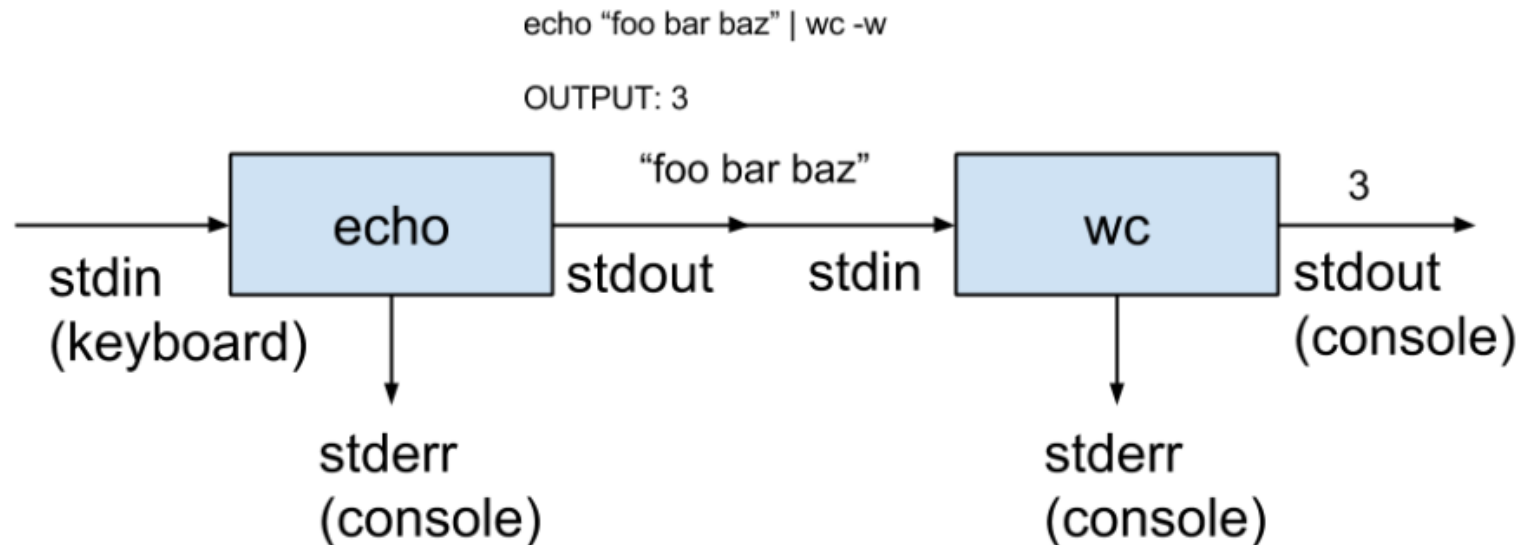 echo “foo bar baz” | wc -w
OUTPUT: 3
“foo bar baz”
3
echo
wc
stdin
(keyboard)
stdout
stdin
stdout
(console)
stderr
(console)
stderr
(console)